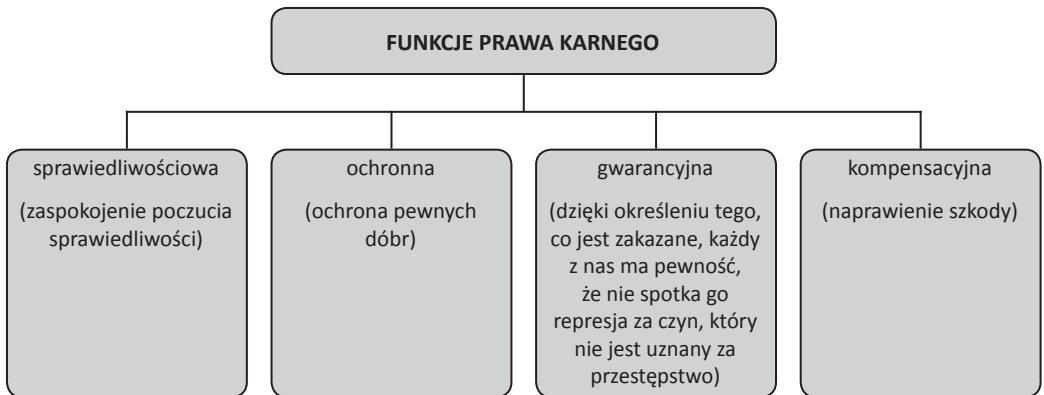 FUNKCJE PRAWA KARNEGO
sprawiedliwościowa
(zaspokojenie poczucia
sprawiedliwości)
ochronna
(ochrona pewnych
dóbr)
gwarancyjna
(dzięki określeniu tego,
co jest zakazane, każdy
z nas ma pewność,
że nie spotka go
represja za czyn, który
nie jest uznany za
przestępstwo)
kompensacyjna
(naprawienie szkody)